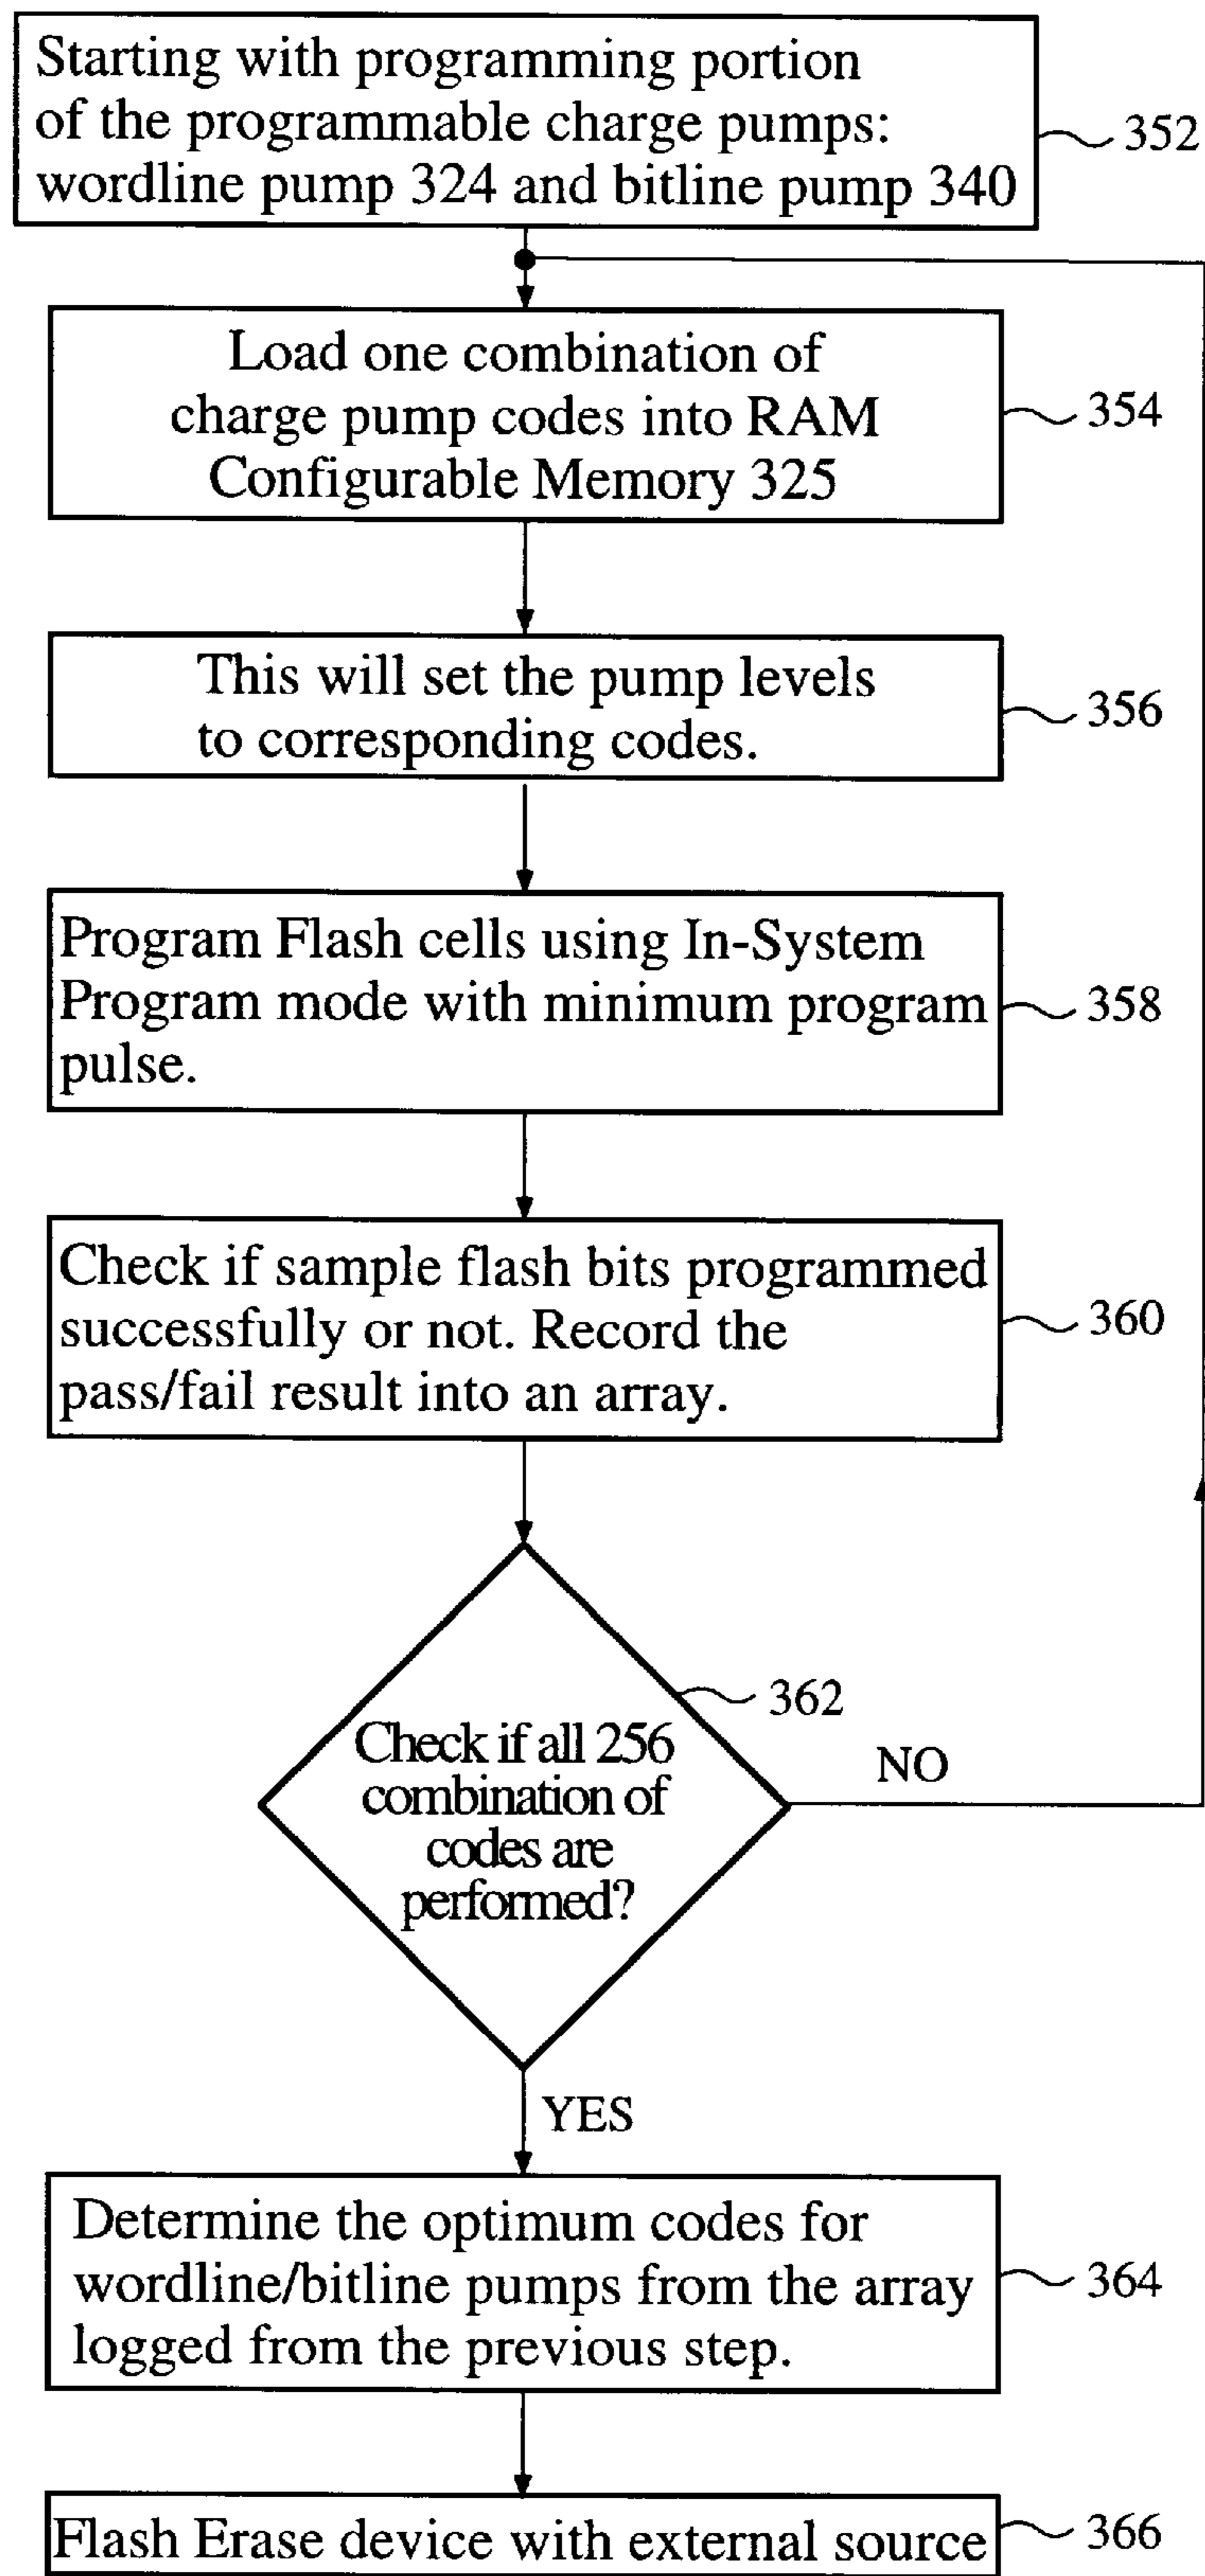 Starting with programming portion
of the programmable charge pumps:
wordline pump 324 and bitline pump 340
352
Load one combination of
charge pump codes into RAM
Configurable Memory 325
354
This will set the pump levels
to corresponding codes.
356
Program Flash cells using In-System
Program mode with minimum program
pulse.
358
Check if sample flash bits programmed
successfully or not. Record the
pass/fail result into an array.
360
362
Check if all 256
combination of
codes are
performed?
NO
YES
Determine the optimum codes for
wordline/bitline pumps from the array
logged from the previous step.
364
Flash Erase device with external source
366